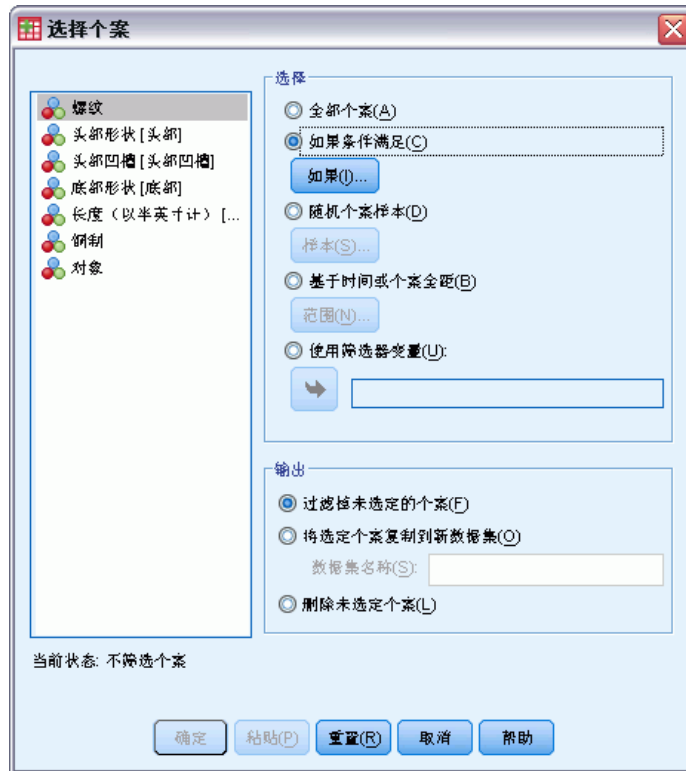 选择个案
螺纹
头部形状 [头部]
头部凹槽 [头部凹槽]
底部形状 [底部]
长度（以半英寸计） [...
铜制
对象
当前状态: 不筛选个案
选择
全部个案(A)
如果条件满足(C)
如果(I)...
随机个案样本(D)
样本(S)...
基于时间或个案全距(B)
范围(N)...
使用筛选器变量(U):
输出
过滤掉未选定的个案(F)
将选定个案复制到新数据集(O)
数据集名称(S):
删除未选定个案(L)
确定
粘贴(P)
重置(R)
取消
帮助